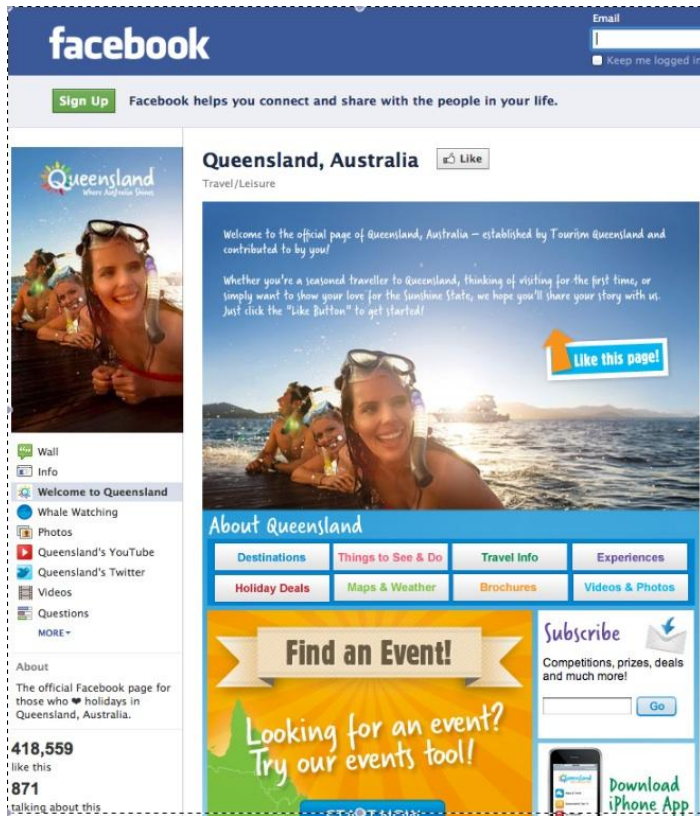 facebook
Email
Keep me logged in
Sign Up
Facebook helps you connect and share with the people in your life.
Queensland
Where Australia Shines
Queensland, Australia
Like
Travel/Leisure
Welcome to the official page of Queensland, Australia – established by Tourism Queensland and
contributed to by you!
Whether you're a seasoned traveller to Queensland, thinking of visiting for the first time, or
simply want to show your love for the Sunshine State, we hope you'll share your story with us.
Just click the "Like Button" to get started!
Like this page!
Wall
Info
Welcome to Queensland
Whale Watching
Photos
Queensland's YouTube
Queensland's Twitter
Videos
Questions
MORE
About
The official Facebook page for
those who ❤ holidays in
Queensland, Australia.
418,559
like this
871
talking about this
About Queensland
Destinations Things to See & Do Travel Info Experiences
Holiday Deals Maps & Weather Brochures Videos & Photos
Find an Event!
Looking for an event?
Try our events tool!
START NOW
Subscribe
Competitions, prizes, deals
and much more!
Go
Queensland
Download
iPhone App